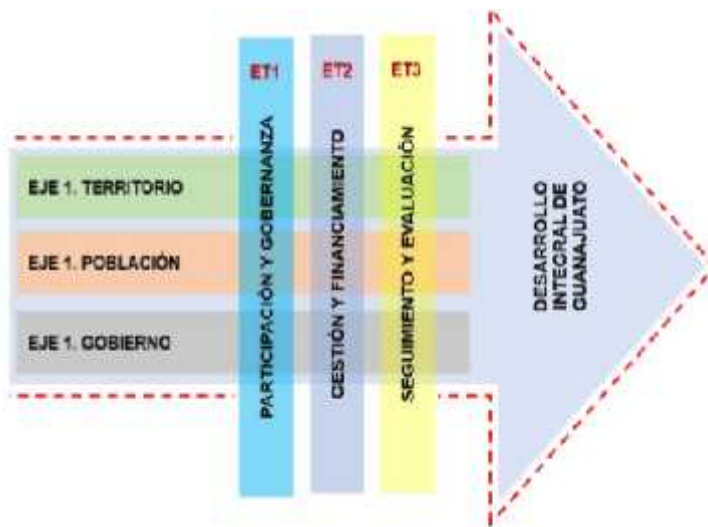 ET1
ET2
ET3
PARTICIPACIÓN Y GOBERNANZA
GESTIÓN Y FINANCIAMIENTO
SEGUIMIENTO Y EVALUACIÓN
EJE 1. TERRITORIO
EJE 1. POBLACIÓN
EJE 1. GOBIERNO
DESARROLLO
INTEGRAL DE
GUANAJUATO